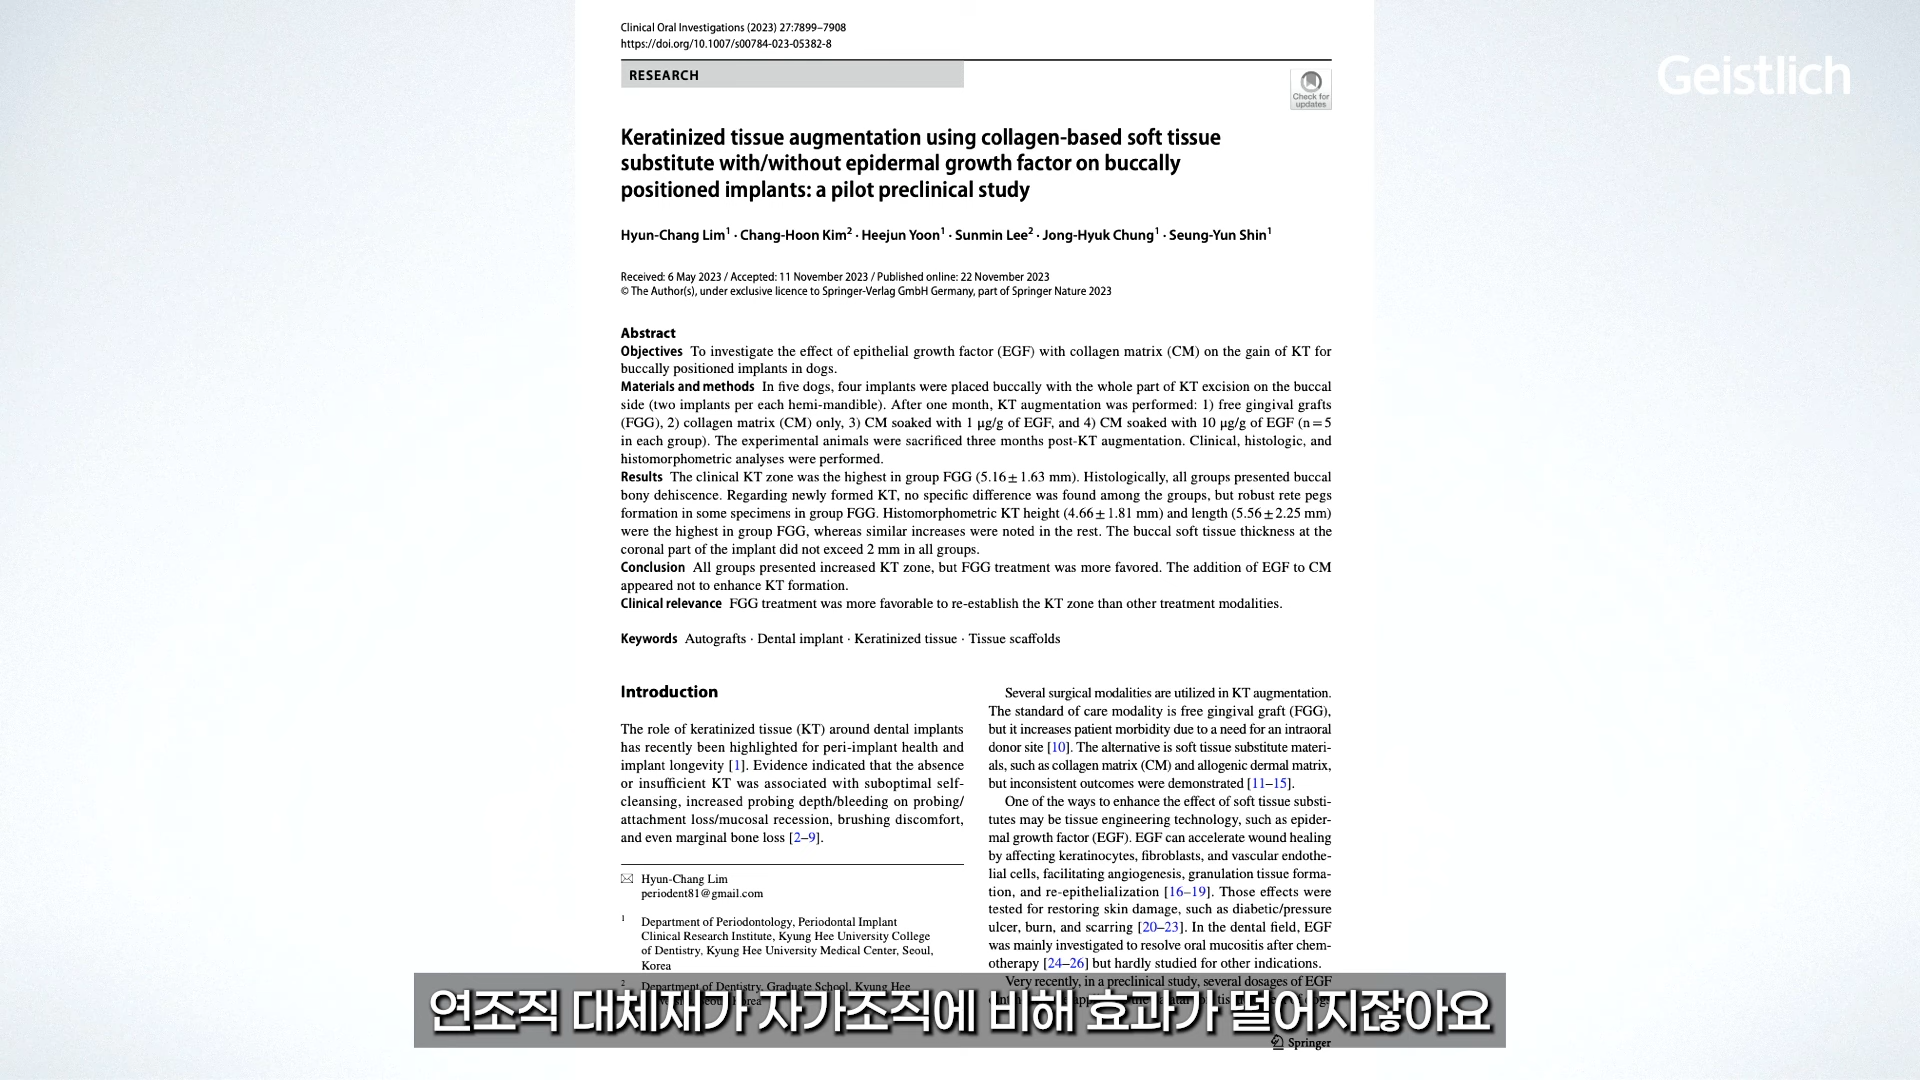 Clinical Oral Investigations (2023) 27:7899–7908
https://doi.org/10.1007/s00784-023-05382-8
RESEARCH
Check for
updates
Geistlich
Keratinized tissue augmentation using collagen-based soft tissue
substitute with/without epidermal growth factor on buccally
positioned implants: a pilot preclinical study
Hyun-Chang Lim1 · Chang-Hoon Kim2 · Heejun Yoon1 · Sunmin Lee2 · Jong-Hyuk Chung1 · Seung-Yun Shin1
Received: 6 May 2023 / Accepted: 11 November 2023 / Published online: 22 November 2023
© The Author(s), under exclusive licence to Springer-Verlag GmbH Germany, part of Springer Nature 2023
Abstract
Objectives To investigate the effect of epithelial growth factor (EGF) with collagen matrix (CM) on the gain of KT for
buccally positioned implants in dogs.
Materials and methods In five dogs, four implants were placed buccally with the whole part of KT excision on the buccal
side (two implants per each hemi-mandible). After one month, KT augmentation was performed: 1) free gingival grafts
(FGG), 2) collagen matrix (CM) only, 3) CM soaked with 1 μg/g of EGF, and 4) CM soaked with 10 μg/g of EGF (n = 5
in each group). The experimental animals were sacrificed three months post-KT augmentation. Clinical, histologic, and
histomorphometric analyses were performed.
Results The clinical KT zone was the highest in group FGG (5.16 ± 1.63 mm). Histologically, all groups presented buccal
bony dehiscence. Regarding newly formed KT, no specific difference was found among the groups, but robust rete pegs
formation in some specimens in group FGG. Histomorphometric KT height (4.66 ± 1.81 mm) and length (5.56 ± 2.25 mm)
were the highest in group FGG, whereas similar increases were noted in the rest. The buccal soft tissue thickness at the
coronal part of the implant did not exceed 2 mm in all groups.
Conclusion All groups presented increased KT zone, but FGG treatment was more favored. The addition of EGF to CM
appeared not to enhance KT formation.
Clinical relevance FGG treatment was more favorable to re-establish the KT zone than other treatment modalities.
Keywords Autografts · Dental implant · Keratinized tissue · Tissue scaffolds
Introduction
The role of keratinized tissue (KT) around dental implants
has recently been highlighted for peri-implant health and
implant longevity [1]. Evidence indicated that the absence
or insufficient KT was associated with suboptimal self-
cleansing, increased probing depth/bleeding on probing/
attachment loss/mucosal recession, brushing discomfort,
and even marginal bone loss [2–9].
Hyun-Chang Lim
periodent81@gmail.com
1 Department of Periodontology, Periodontal Implant
Clinical Research Institute, Kyung Hee University College
of Dentistry, Kyung Hee University Medical Center, Seoul,
Korea
2 Department of Dentistry, Graduate School, Kyung Hee
Several surgical modalities are utilized in KT augmentation.
The standard of care modality is free gingival graft (FGG),
but it increases patient morbidity due to a need for an intraoral
donor site [10]. The alternative is soft tissue substitute materi-
als, such as collagen matrix (CM) and allogenic dermal matrix,
but inconsistent outcomes were demonstrated [11–15].
One of the ways to enhance the effect of soft tissue substi-
tutes may be tissue engineering technology, such as epider-
mal growth factor (EGF). EGF can accelerate wound healing
by affecting keratinocytes, fibroblasts, and vascular endothe-
lial cells, facilitating angiogenesis, granulation tissue forma-
tion, and re-epithelialization [16–19]. Those effects were
tested for restoring skin damage, such as diabetic/pressure
ulcer, burn, and scarring [20–23]. In the dental field, EGF
was mainly investigated to resolve oral mucositis after chem-
otherapy [24–26] but hardly studied for other indications.
Very recently, in a preclinical study, several dosages of EGF
연조직 대체재가 자가조직에 비해 효과가 떨어지잖아요
Springer